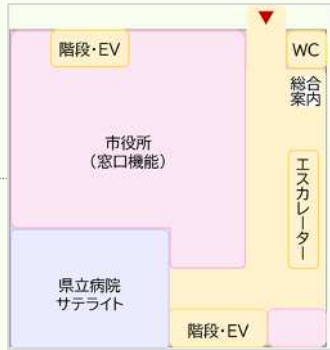 階段・EV
WC
総合
案内
市役所
（窓口機能）
エスカレーター
県立病院
サテライト
階段・EV